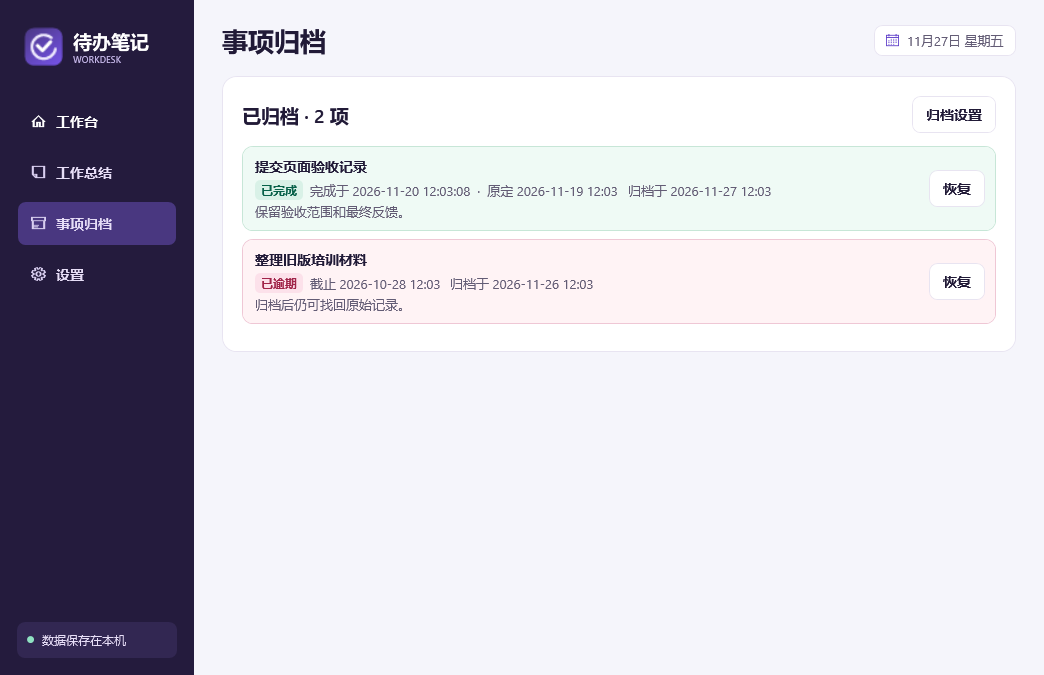 待办笔记
WORKDESK
工作台
工作总结
事项归档
设置
数据保存在本机
事项归档
11月27日 星期五
已归档 · 2 项
归档设置
提交页面验收记录
已完成 完成于 2026-11-20 12:03:08 · 原定 2026-11-19 12:03 归档于 2026-11-27 12:03
保留验收范围和最终反馈。
恢复
整理旧版培训材料
已逾期 截止 2026-10-28 12:03 归档于 2026-11-26 12:03
归档后仍可找回原始记录。
恢复